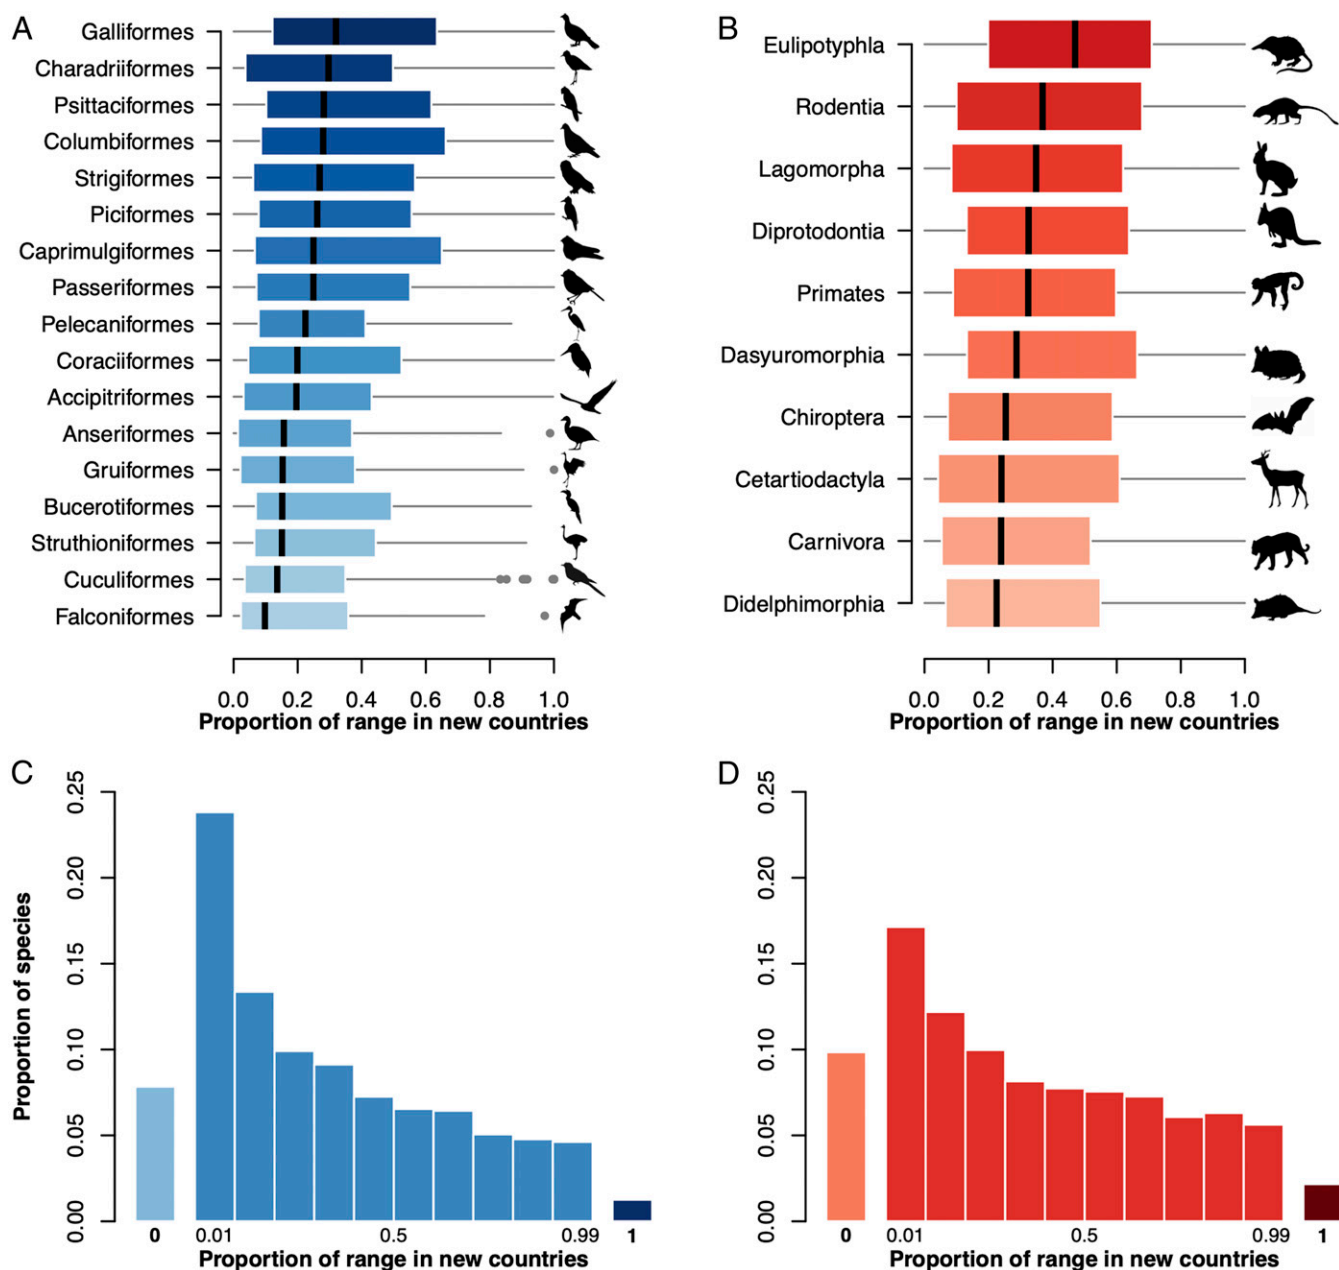 A
Galliformes
Charadriiformes
Psittaciformes
Columbiformes
Strigiformes
Piciformes
Caprimulgiformes
Passeriformes
Pelecaniformes
Coraciiformes
Accipitriformes
Anseriformes
Gruiformes
Bucerotiformes
Struthioniformes
Cuculiformes
Falconiformes
0.0 0.2 0.4 0.6 0.8 1.0
Proportion of range in new countries
B
Eulipotyphla
Rodentia
Lagomorpha
Diprotodontia
Primates
Dasyuromorphia
Chiroptera
Cetartiodactyla
Carnivora
Didelphimorphia
0.0 0.2 0.4 0.6 0.8 1.0
Proportion of range in new countries
C
Proportion of species
0.25
0.20
0.15
0.10
0.05
0.00
0 0.01 0.5 0.99 1
Proportion of range in new countries
D
0.25
0.20
0.15
0.10
0.05
0.00
0 0.01 0.5 0.99 1
Proportion of range in new countries